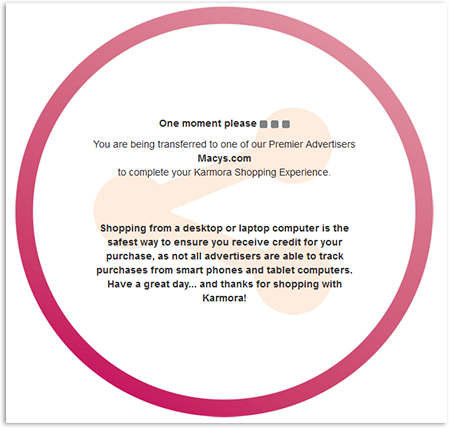 One moment please
You are being transferred to one of our Premier Advertisers
Macys.com
to complete your Karmora Shopping Experience.
Shopping from a desktop or laptop computer is the
safest way to ensure you receive credit for your
purchase, as not all advertisers are able to track
purchases from smart phones and tablet computers.
Have a great day... and thanks for shopping with
Karmora!